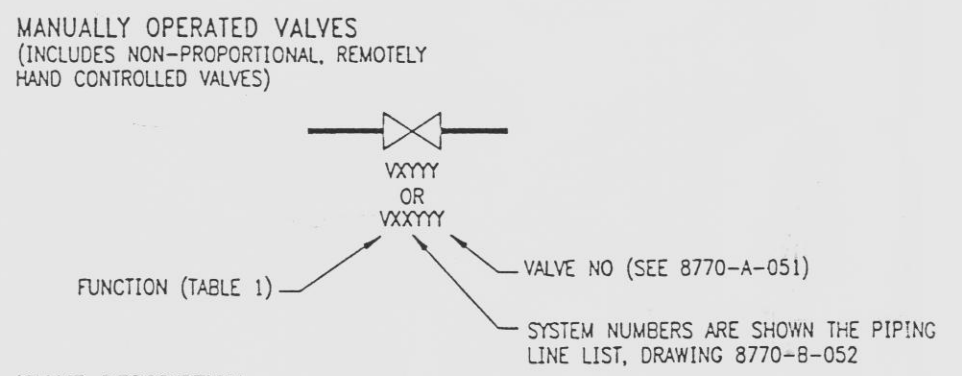 MANUALLY OPERATED VALVES
(INCLUDES NON-PROPORTIONAL, REMOTELY
HAND CONTROLLED VALVES)
VXYYY
OR
VXXYYY
FUNCTION (TABLE 1)
VALVE NO (SEE 8770-A-051)
SYSTEM NUMBERS ARE SHOWN THE PIPING
LINE LIST, DRAWING 8770-B-052